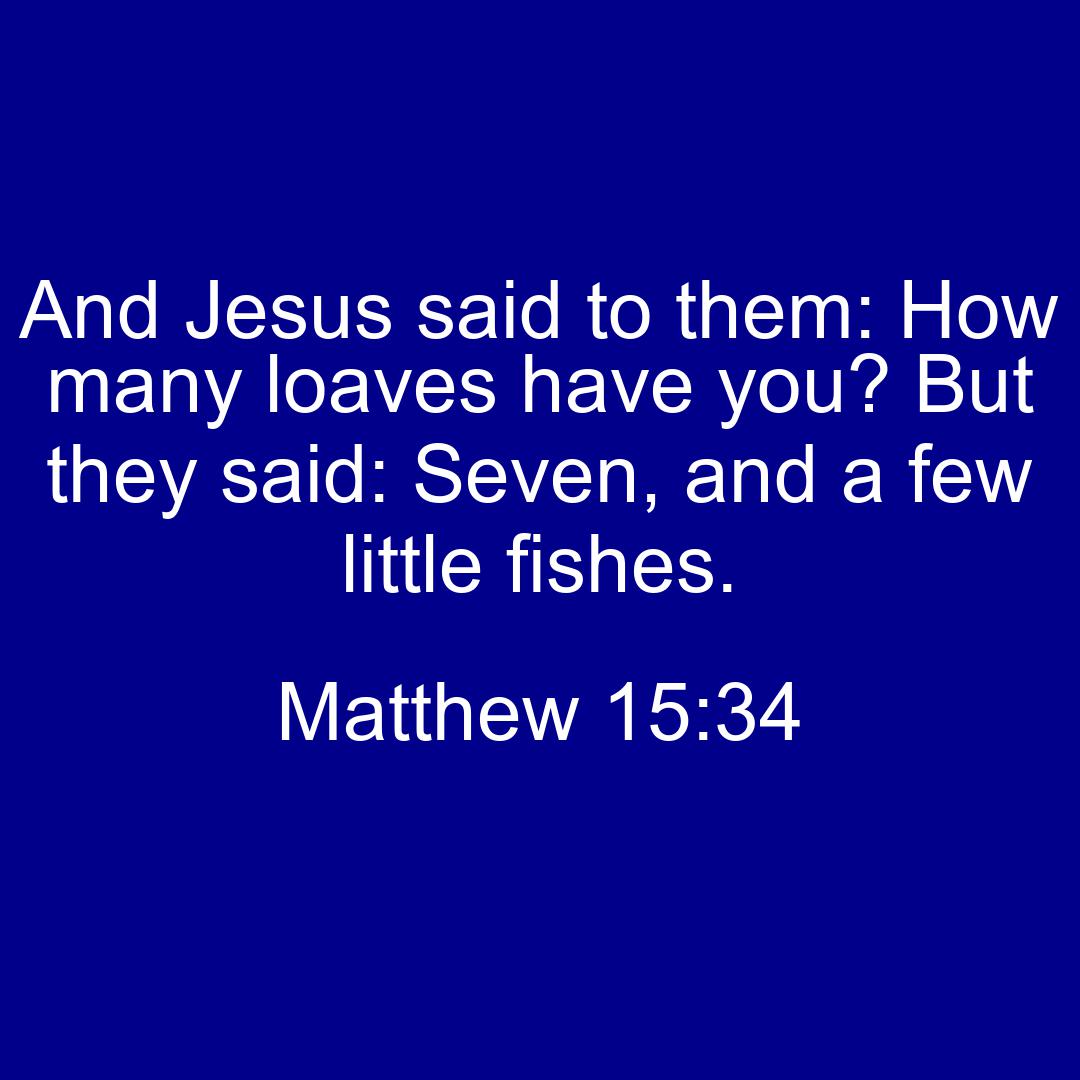 And Jesus said to them: How
many loaves have you? But
they said: Seven, and a few
little fishes.
Matthew 15:34